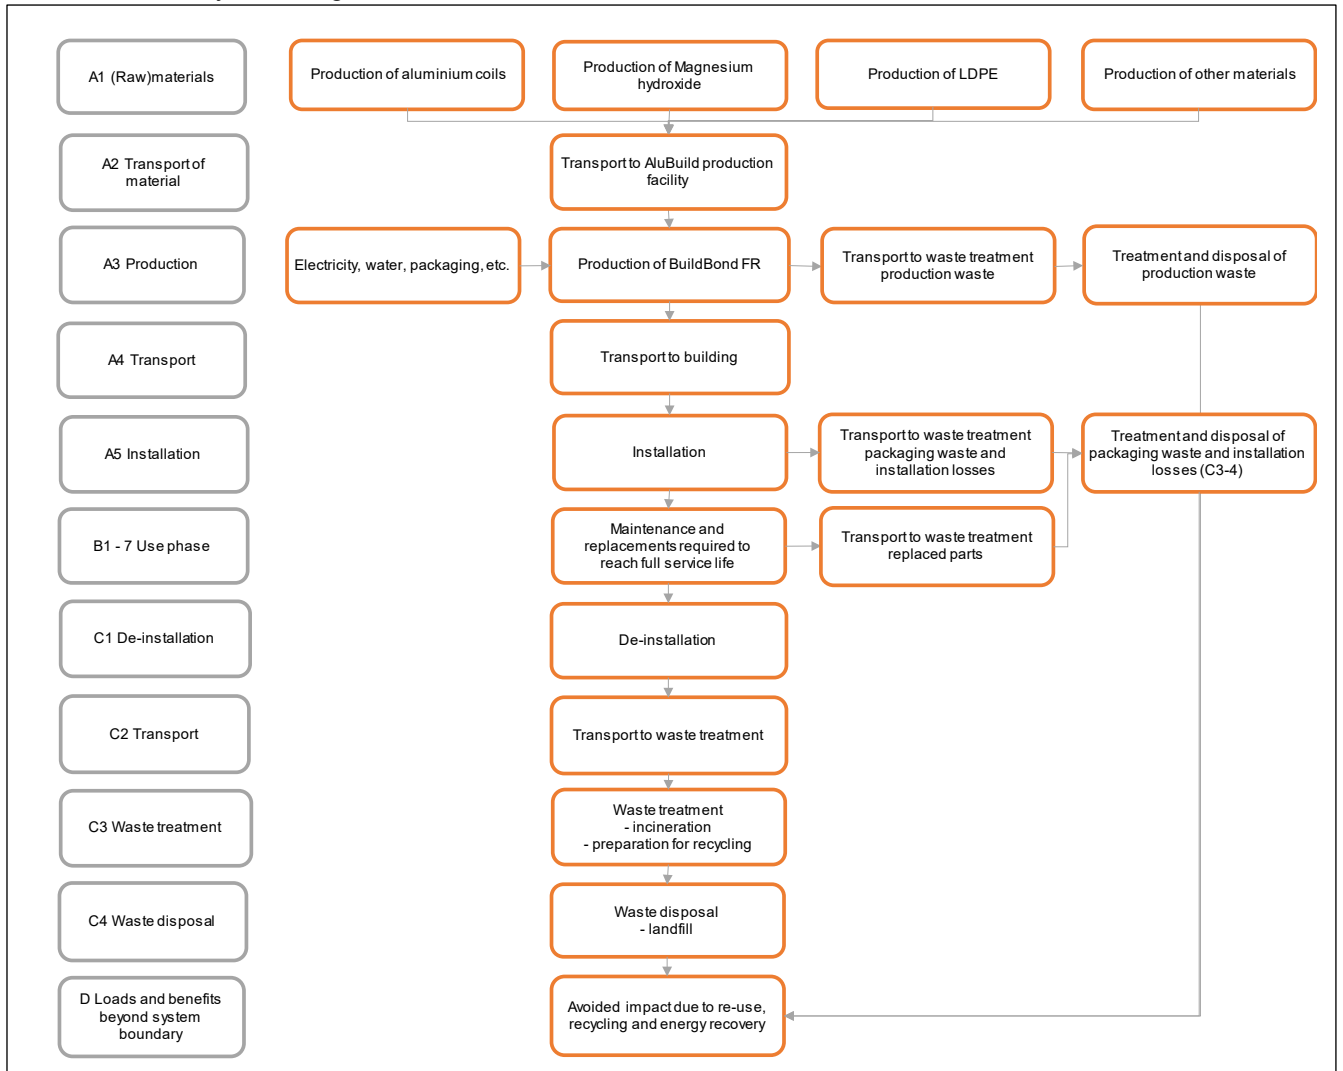 A1 (Raw)materials
Production of aluminium coils
Production of Magnesium
hydroxide
Production of LDPE
Production of other materials
A2 Transport of
material
Transport to AluBuild production
facility
A3 Production
Electricity, water, packaging, etc.
Production of BuildBond FR
Transport to waste treatment
production waste
Treatment and disposal of
production waste
A4 Transport
Transport to building
A5 Installation
Installation
Transport to waste treatment
packaging waste and
installation losses
Treatment and disposal of
packaging waste and installation
losses (C3-4)
B1 - 7 Use phase
Maintenance and
replacements required to
reach full service life
Transport to waste treatment
replaced parts
C1 De-installation
De-installation
C2 Transport
Transport to waste treatment
C3 Waste treatment
Waste treatment
- incineration
- preparation for recycling
C4 Waste disposal
Waste disposal
- landfill
D Loads and benefits
beyond system
boundary
Avoided impact due to re-use,
recycling and energy recovery